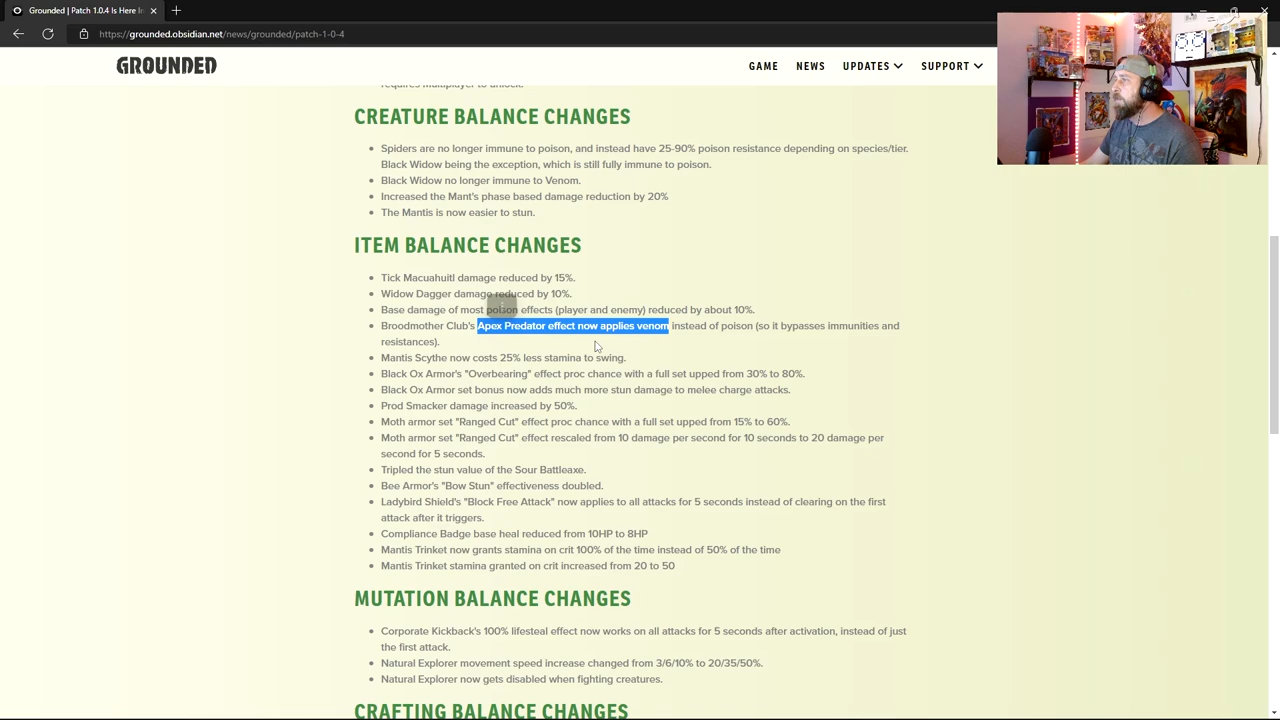 Grounded | Patch 1.0.4 is Here
https://grounded.obsidian.net/news/grounded/patch-1-0-4
GROUNDED
GAME NEWS UPDATES SUPPORT
requires Multiplayer to unlock.
CREATURE BALANCE CHANGES
Spiders are no longer immune to poison, and instead have 25-90% poison resistance depending on species/tier.
Black Widow being the exception, which is still fully immune to poison.
Black Widow no longer immune to Venom.
Increased the Mant's phase based damage reduction by 20%
The Mantis is now easier to stun.
ITEM BALANCE CHANGES
Tick Macuahuitl damage reduced by 15%.
Widow Dagger damage reduced by 10%.
Base damage of most poison effects (player and enemy) reduced by about 10%.
Broodmother Club's Apex Predator effect now applies venom instead of poison (so it bypasses immunities and
resistances).
Mantis Scythe now costs 25% less stamina to swing.
Black Ox Armor's "Overbearing" effect proc chance with a full set upped from 30% to 80%.
Black Ox Armor set bonus now adds much more stun damage to melee charge attacks.
Prod Smacker damage increased by 50%.
Moth armor set "Ranged Cut" effect proc chance with a full set upped from 15% to 60%.
Moth armor set "Ranged Cut" effect rescaled from 10 damage per second for 10 seconds to 20 damage per
second for 5 seconds.
Tripled the stun value of the Sour Battleaxe.
Bee Armor's "Bow Stun" effectiveness doubled.
Ladybird Shield's "Block Free Attack" now applies to all attacks for 5 seconds instead of clearing on the first
attack after it triggers.
Compliance Badge base heal reduced from 10HP to 8HP
Mantis Trinket now grants stamina on crit 100% of the time instead of 50% of the time
Mantis Trinket stamina granted on crit increased from 20 to 50
MUTATION BALANCE CHANGES
Corporate Kickback's 100% lifesteal effect now works on all attacks for 5 seconds after activation, instead of just
the first attack.
Natural Explorer movement speed increase changed from 3/6/10% to 20/35/50%.
Natural Explorer now gets disabled when fighting creatures.
CRAFTING BALANCE CHANGES